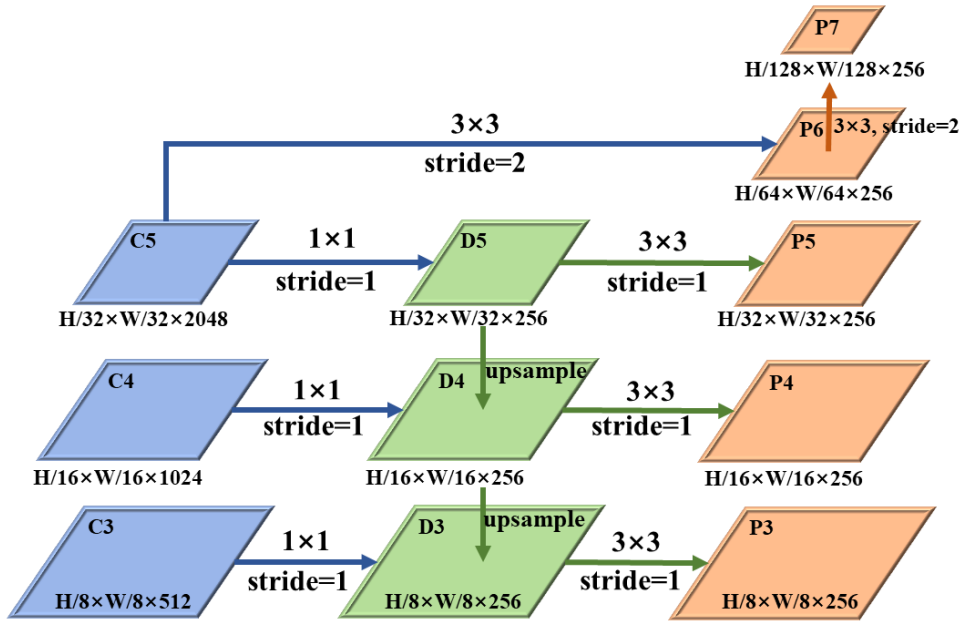 P7
H/128×W/128×256
3×3
stride=2
P6
3×3, stride=2
H/64×W/64×256
C5
1×1
stride=1
D5
3×3
stride=1
P5
H/32×W/32×2048
H/32×W/32×256
H/32×W/32×256
upsample
C4
1×1
stride=1
D4
3×3
stride=1
P4
H/16×W/16×1024
H/16×W/16×256
H/16×W/16×256
upsample
C3
1×1
stride=1
D3
3×3
stride=1
P3
H/8×W/8×512
H/8×W/8×256
H/8×W/8×256